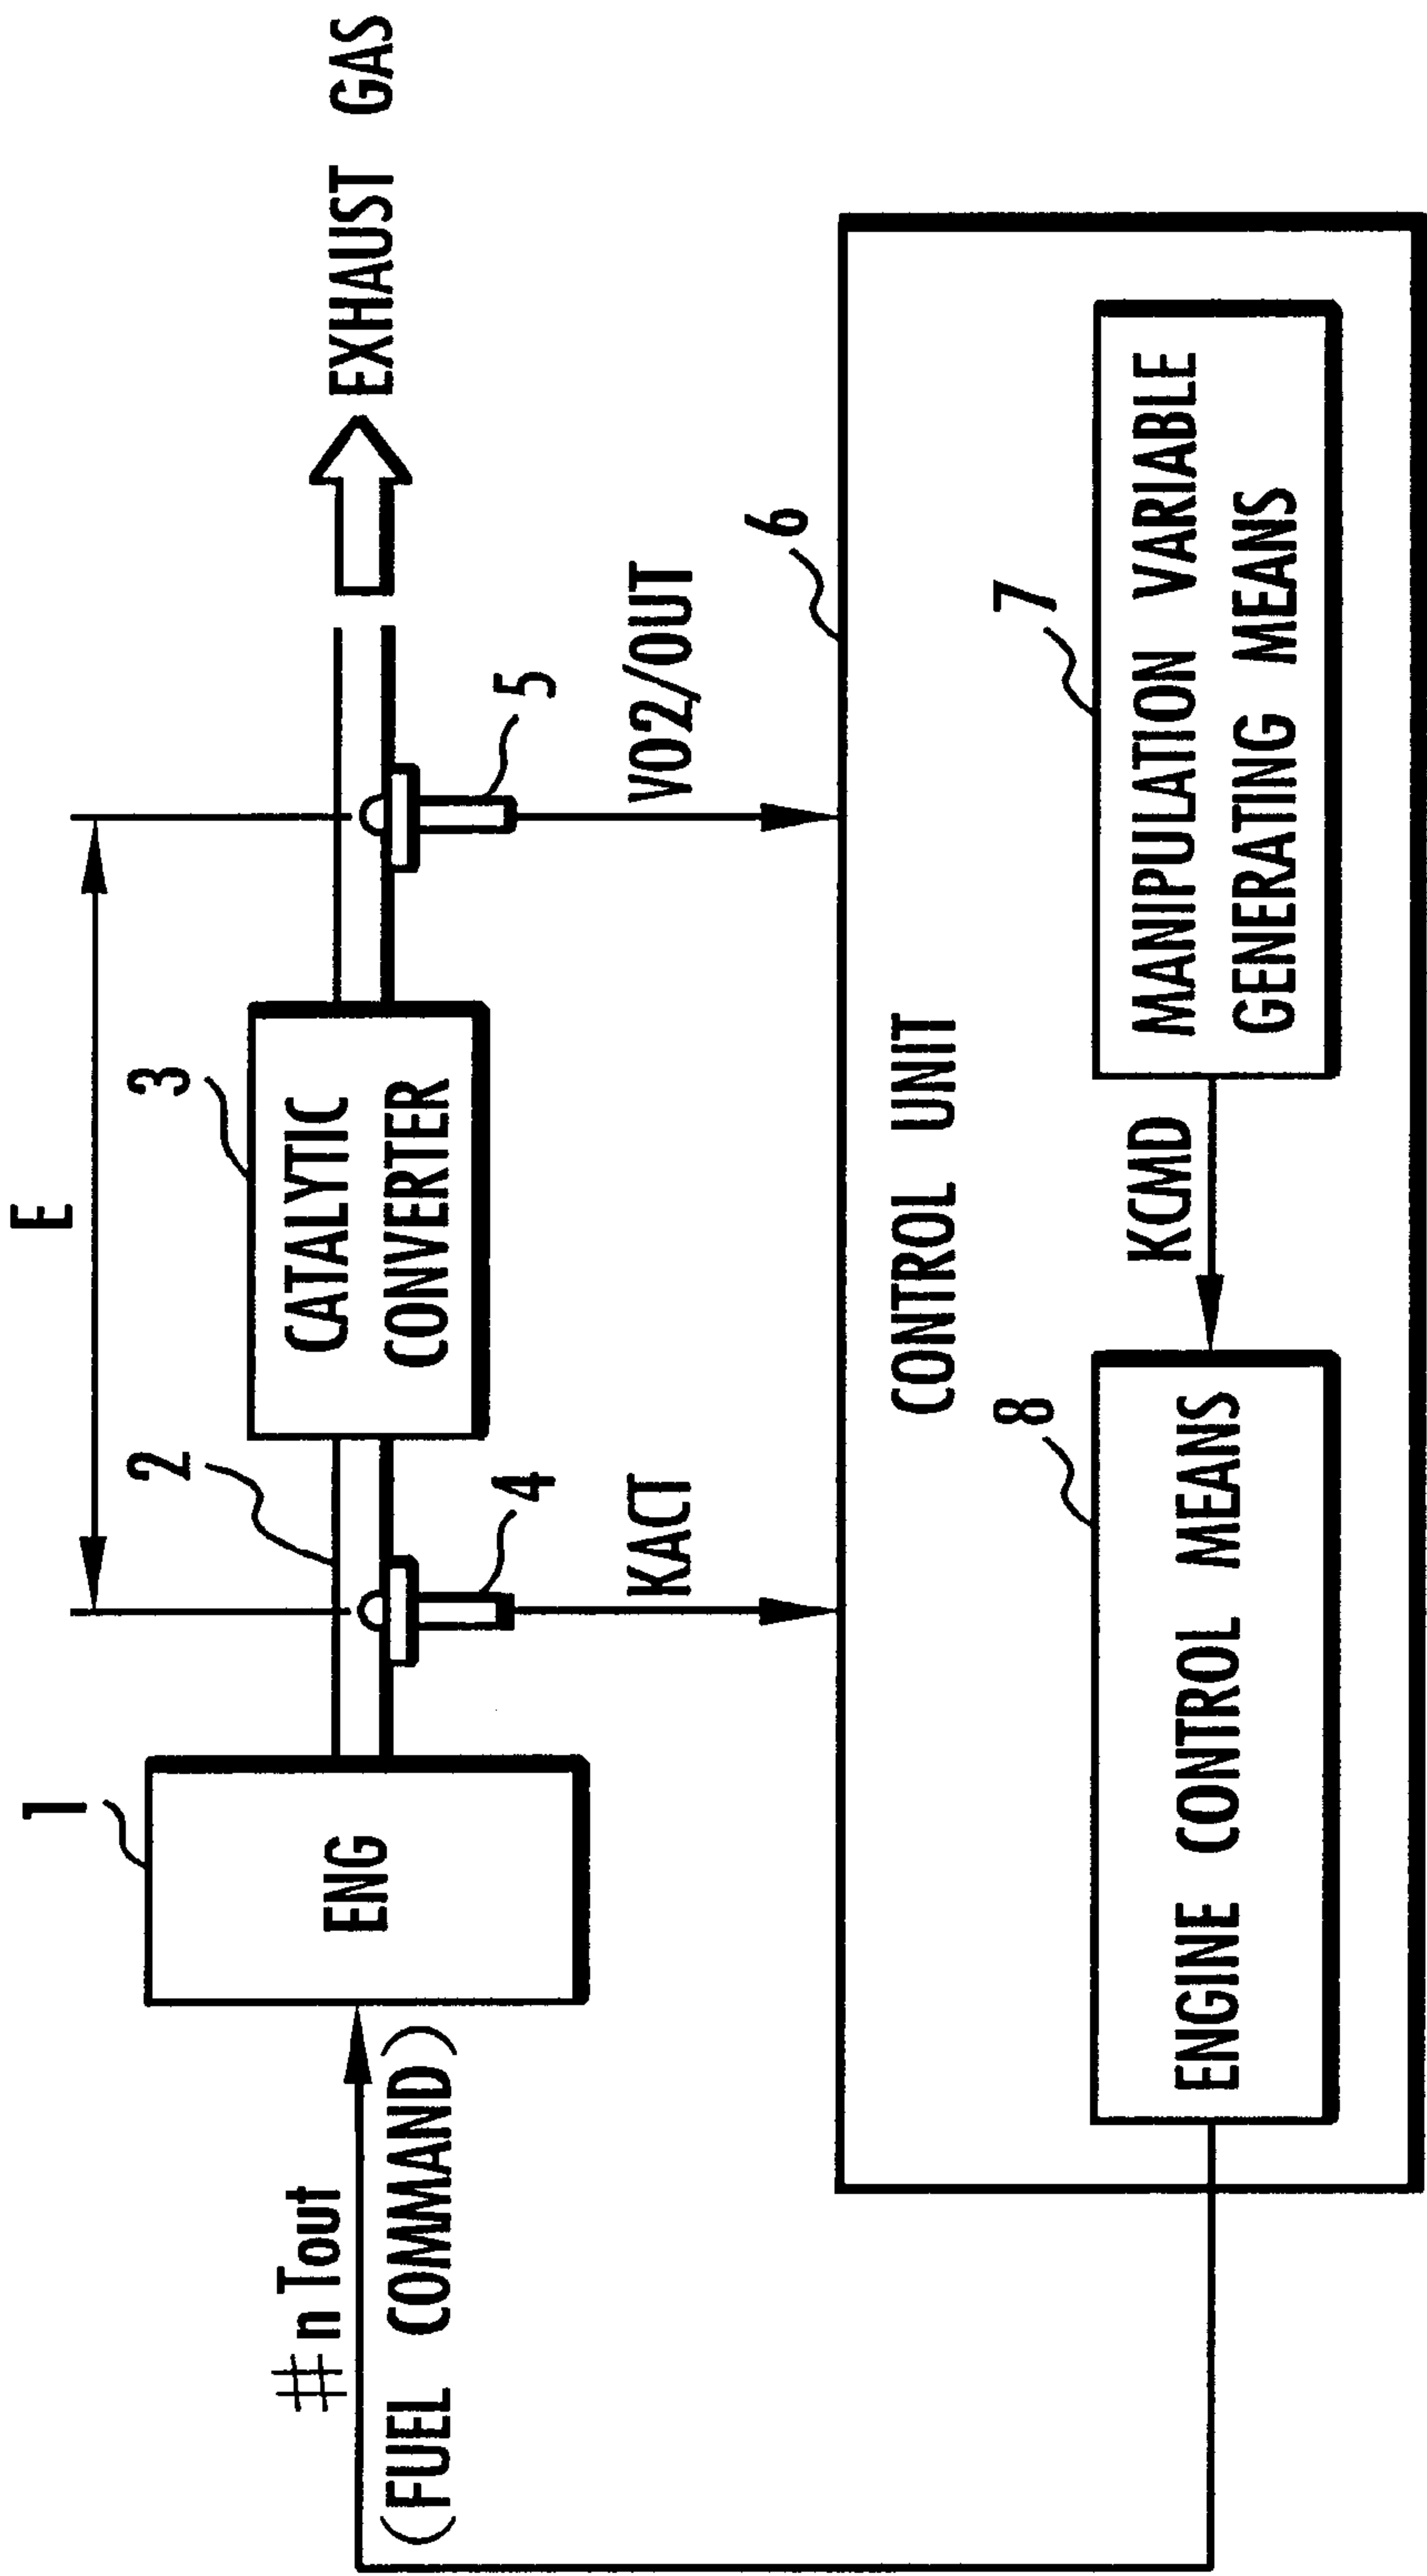 E
1
2
3
ENG
CATALYTIC
CONVERTER
EXHAUST GAS
#nTout
(FUEL COMMAND)
4
5
KACT
VO2/OUT
6
CONTROL UNIT
8
7
ENGINE CONTROL MEANS
KCMD
MANIPULATION VARIABLE
GENERATING MEANS